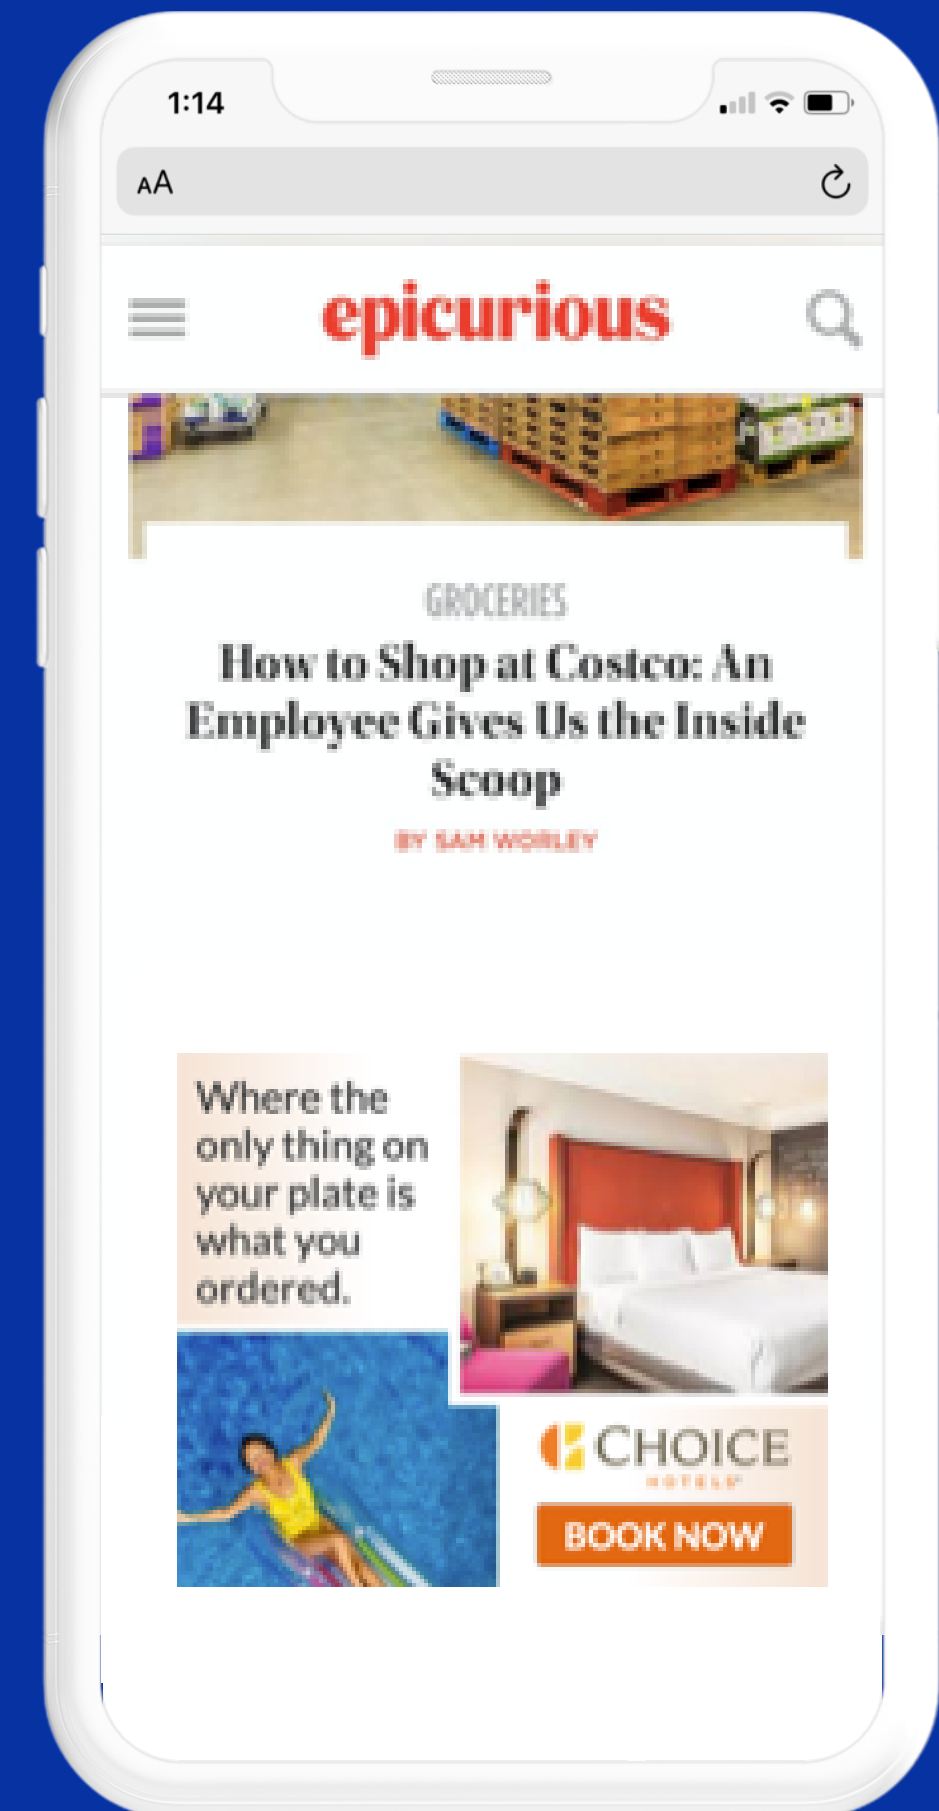 1:14
AA
epicurious
GROCERIES
How to Shop at Costco: An
Employee Gives Us the Inside
Scoop
BY SAM WORLEY
Where the
only thing on
your plate is
what you
ordered.
CHOICE
HOTELS
BOOK NOW